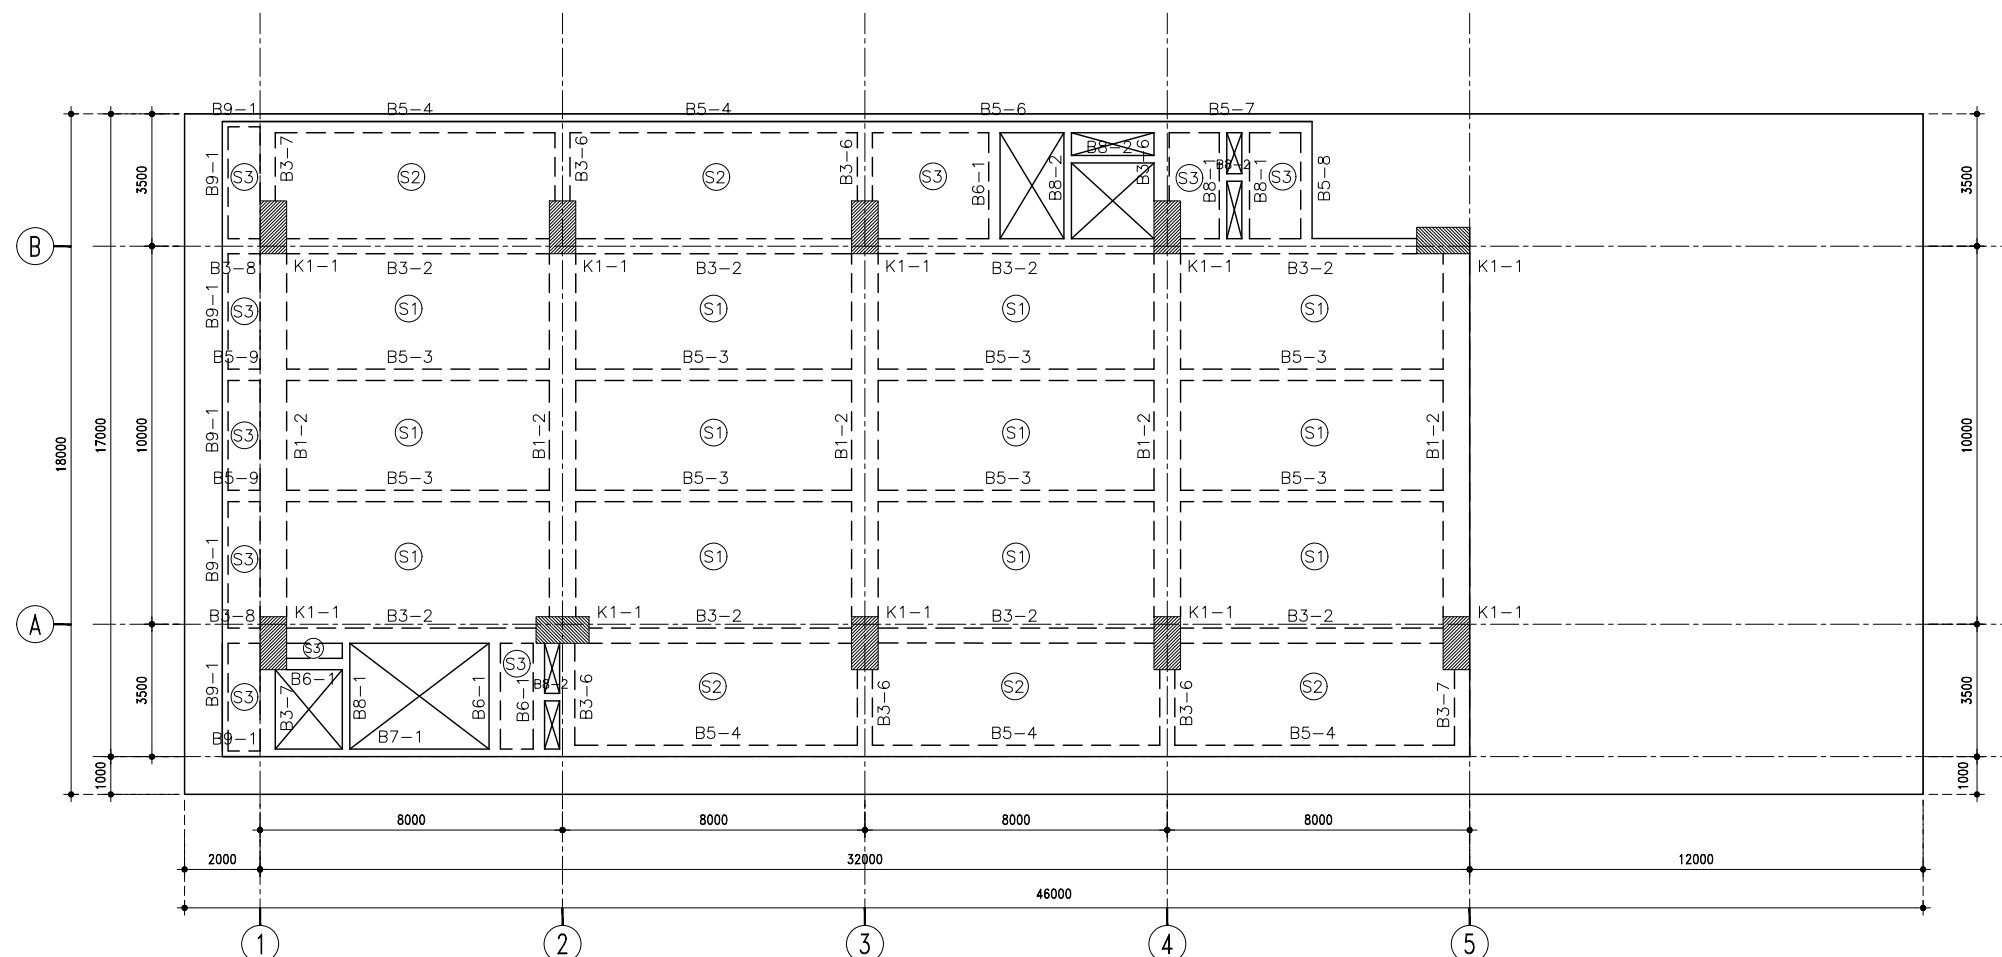 B9-1 B5-4 B5-4 B5-6 B5-7
B9-1 S3 B3-7 S2 B3-6 S2 B3-6 S3 B6-1 B8-2 B8-2 B3-6 S3 B8-1 B8-2 B8-1 S3 B5-8
3500 3500
B
B3-8 K1-1 B3-2 K1-1 B3-2 K1-1 B3-2 K1-1 B3-2 K1-1
B9-1 S3 S1 S1 S1 S1
B5-9 B5-3 B5-3 B5-3 B5-3
18000 17000 10000 B9-1 S3 B1-2 S1 B1-2 S1 B1-2 S1 B1-2 S1 B1-2 10000
B5-9 B5-3 B5-3 B5-3 B5-3
B9-1 S3 S1 S1 S1 S1
A
B3-8 K1-1 B3-2 K1-1 B3-2 K1-1 B3-2 K1-1 B3-2 K1-1
S3 S3
3500 B9-1 S3 B6-1 B3-7 B8-1 B6-1 B6-1 B8-2 B3-6 S2 B3-6 S2 B3-6 S2 B3-7 3500
B9-1 B7-1 B5-4 B5-4 B5-4
1000 1000
8000 8000 8000 8000
2000 32000 12000
46000
1 2 3 4 5